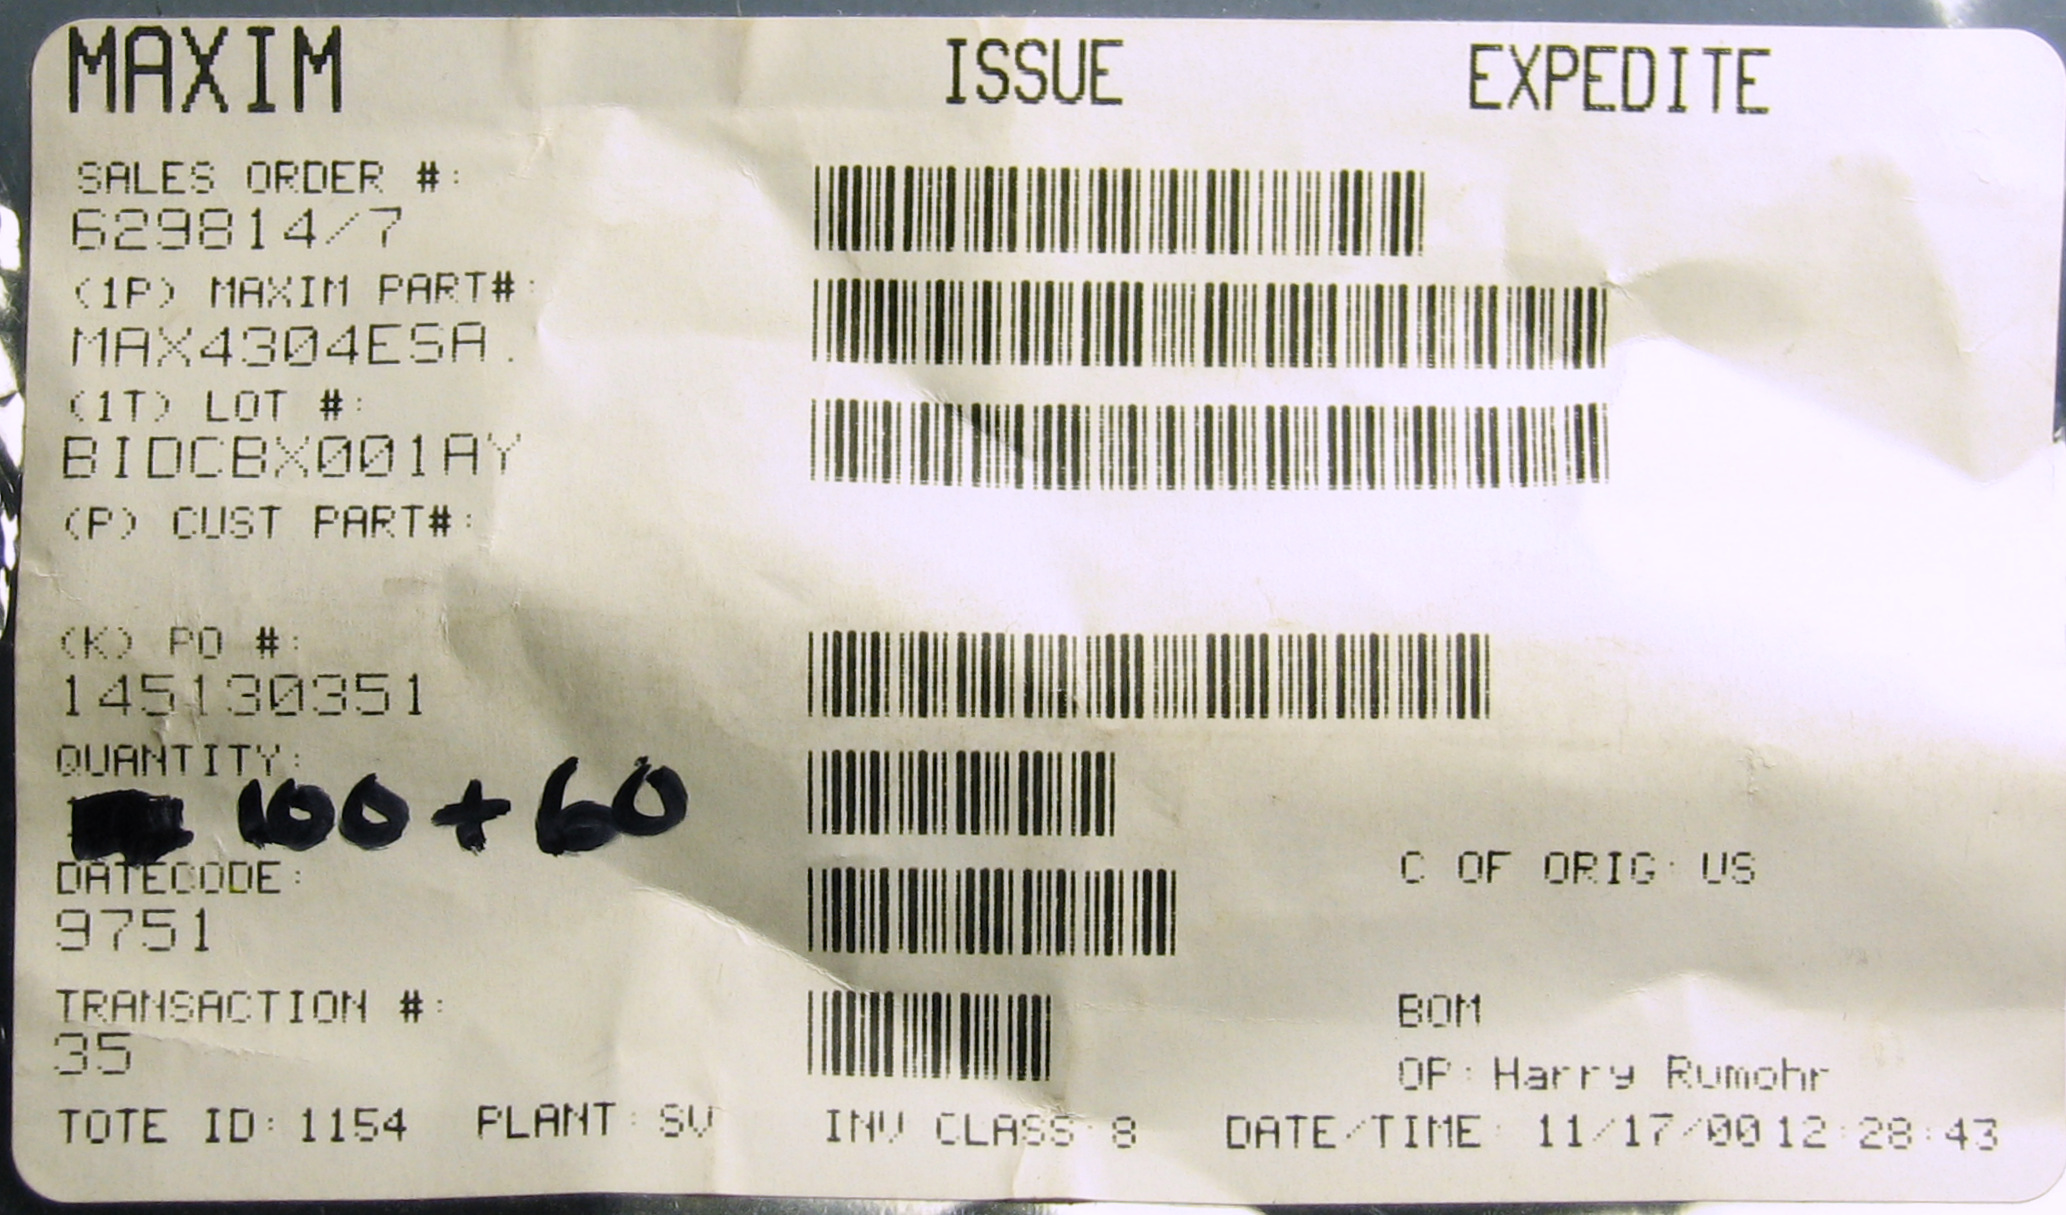 MAXIM ISSUE EXPEDITE
SALES ORDER #:
629814/7
(1P) MAXIM PART#:
MAX4304ESA.
(1T) LOT #:
BIDCBX001AY
(P) CUST PART#:
(K) PO #:
145130351
QUANTITY:
100 + 60
DATECODE:
9751
C OF ORIG: US
TRANSACTION #:
35
BOM
OP: Harry Rumohr
TOTE ID: 1154 PLANT: SV INV CLASS 8 DATE/TIME: 11/17/00 12:28:43